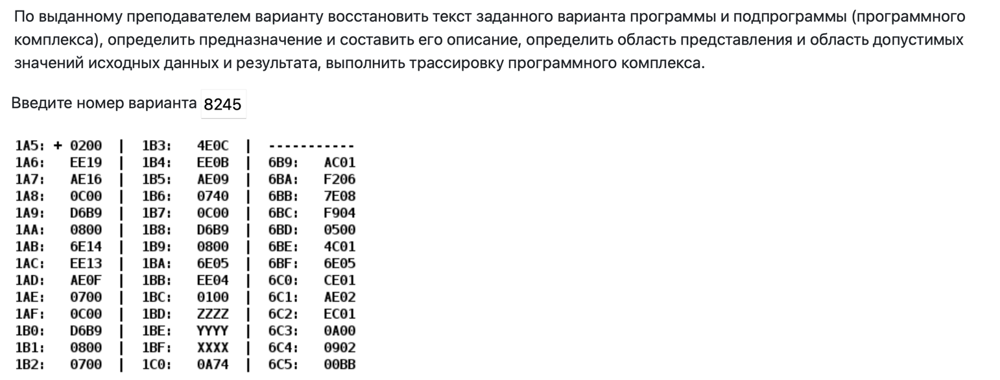 По выданному преподавателем варианту восстановить текст заданного варианта программы и подпрограммы (программного
комплекса), определить предназначение и составить его описание, определить область представления и область допустимых
значений исходных данных и результата, выполнить трассировку программного комплекса.
Введите номер варианта 8245
1A5: + 0200 | 1B3: 4E0C | -----------
1A6: EE19 | 1B4: EE0B | 6B9: AC01
1A7: AE16 | 1B5: AE09 | 6BA: F206
1A8: 0C00 | 1B6: 0740 | 6BB: 7E08
1A9: D6B9 | 1B7: 0C00 | 6BC: F904
1AA: 0800 | 1B8: D6B9 | 6BD: 0500
1AB: 6E14 | 1B9: 0800 | 6BE: 4C01
1AC: EE13 | 1BA: 6E05 | 6BF: 6E05
1AD: AE0F | 1BB: EE04 | 6C0: CE01
1AE: 0700 | 1BC: 0100 | 6C1: AE02
1AF: 0C00 | 1BD: ZZZZ | 6C2: EC01
1B0: D6B9 | 1BE: YYYY | 6C3: 0A00
1B1: 0800 | 1BF: XXXX | 6C4: 0902
1B2: 0700 | 1C0: 0A74 | 6C5: 00BB